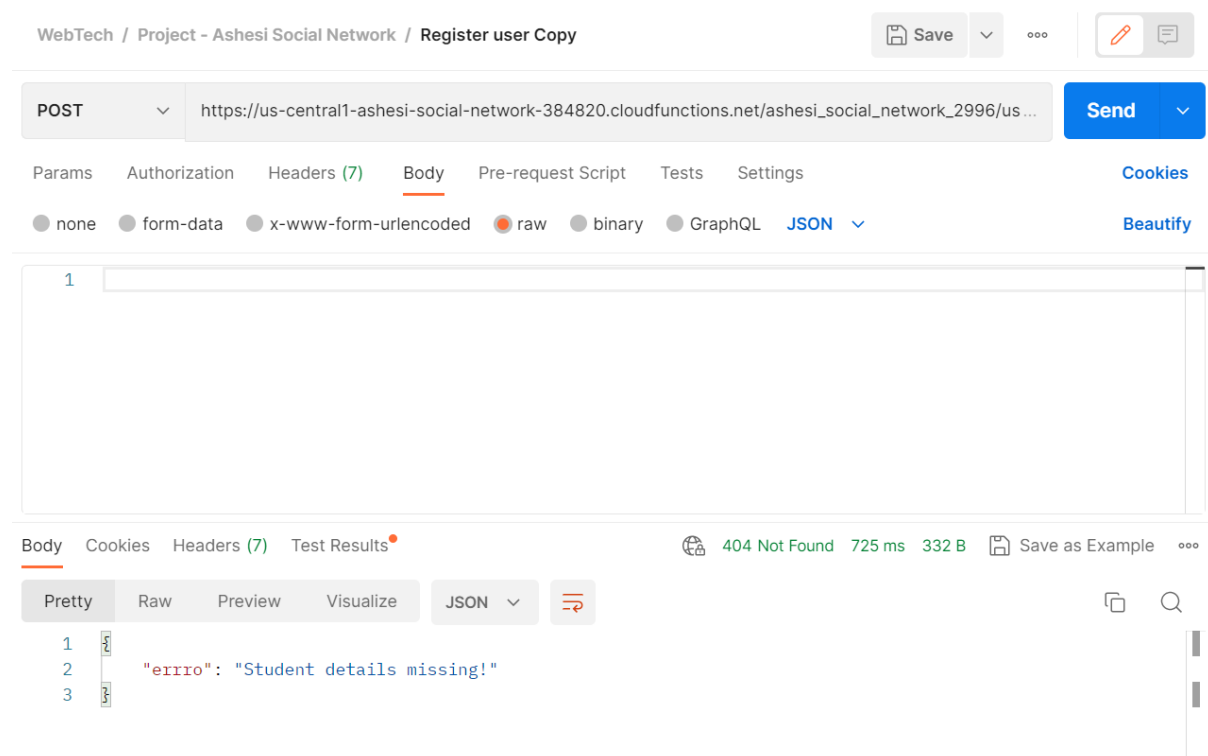 WebTech / Project - Ashesi Social Network / Register user Copy
Save
POST
https://us-central1-ashesi-social-network-384820.cloudfunctions.net/ashesi_social_network_2996/us...
Send
Params Authorization Headers (7) Body Pre-request Script Tests Settings Cookies
none form-data x-www-form-urlencoded raw binary GraphQL JSON Beautify
1
Body Cookies Headers (7) Test Results 404 Not Found 725 ms 332 B Save as Example
Pretty Raw Preview Visualize JSON
1 {
2 "errro": "Student details missing!"
3 }